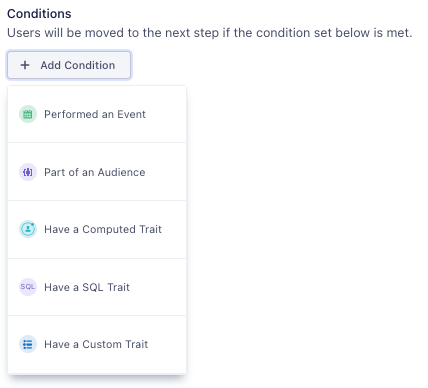 Conditions
Users will be moved to the next step if the condition set below is met.
+ Add Condition
Performed an Event
Part of an Audience
Have a Computed Trait
SQL Have a SQL Trait
Have a Custom Trait